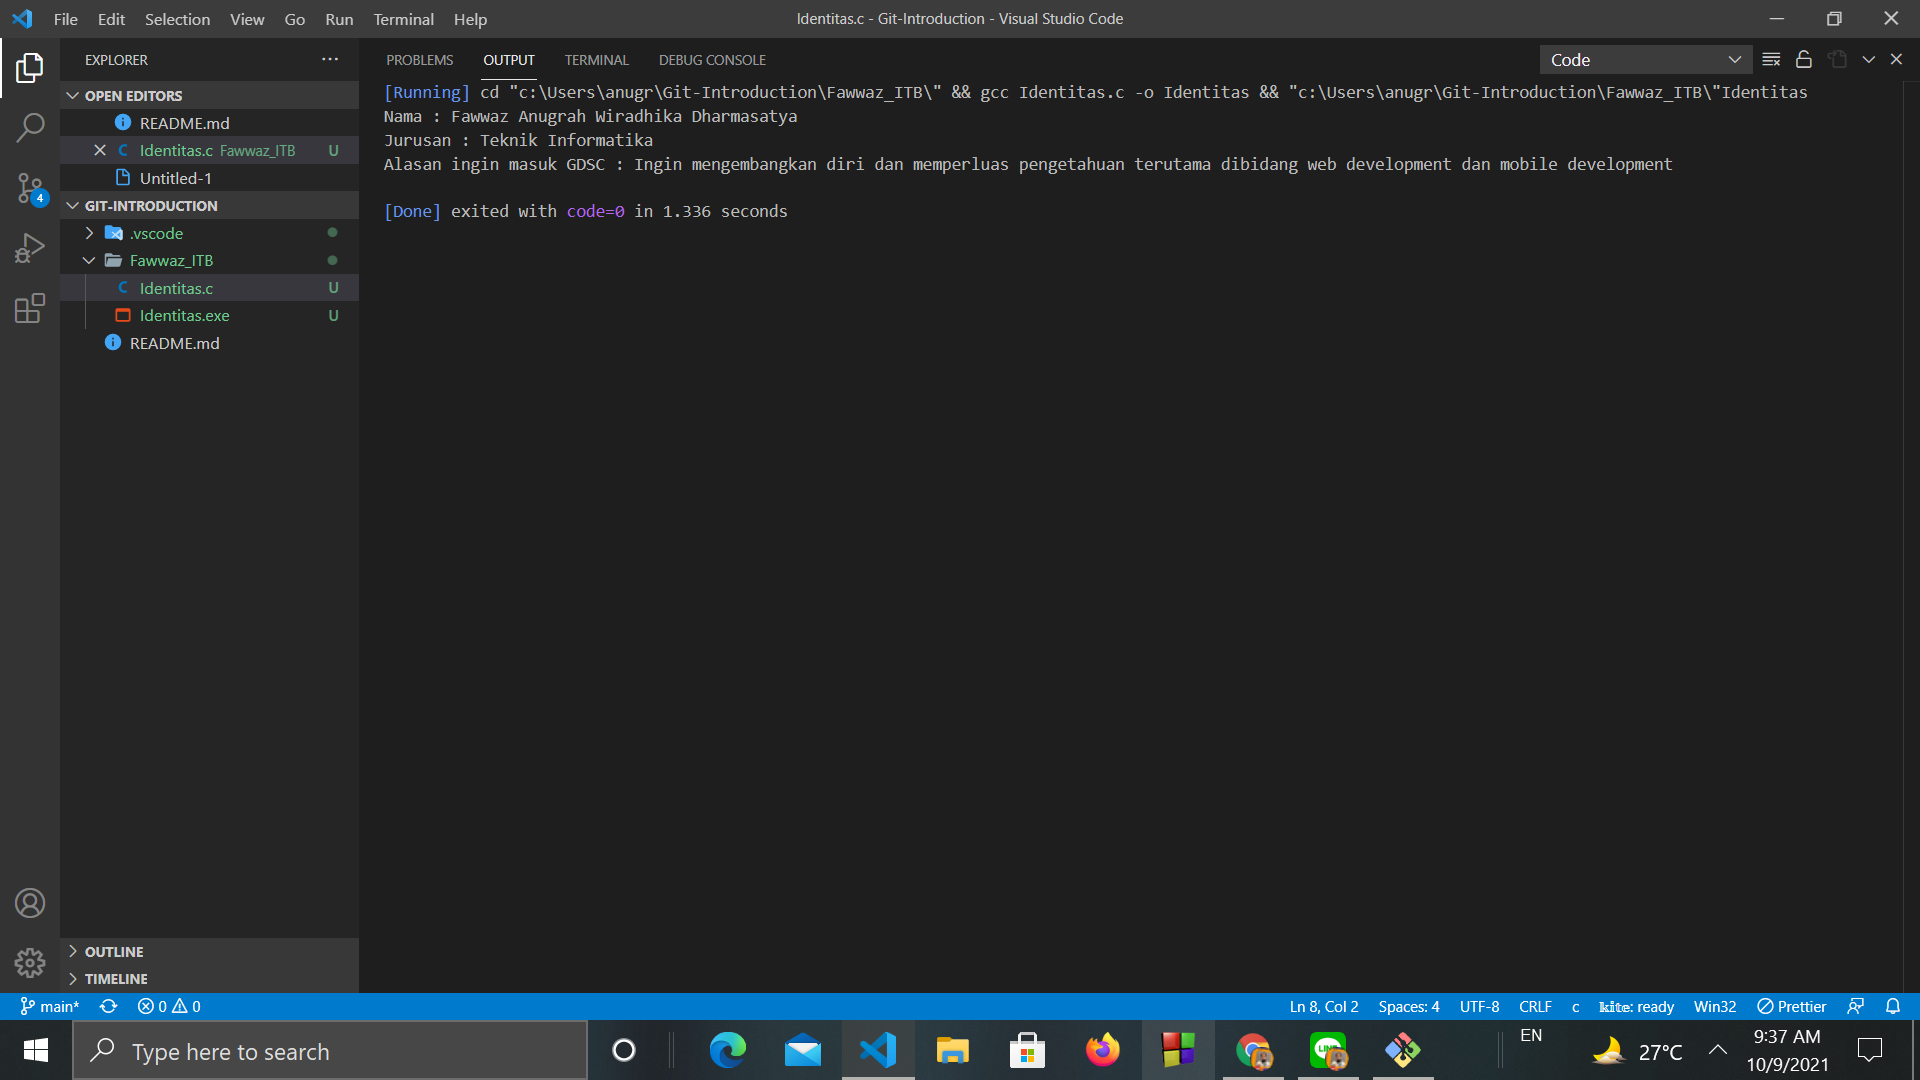 File Edit Selection View Go Run Terminal Help
Identitas.c - Git-Introduction - Visual Studio Code
EXPLORER
OPEN EDITORS
README.md
Identitas.c Fawwaz_ITB U
Untitled-1
4
GIT-INTRODUCTION
.vscode
Fawwaz_ITB
Identitas.c U
Identitas.exe U
README.md
OUTLINE
TIMELINE
PROBLEMS OUTPUT TERMINAL DEBUG CONSOLE
Code
[Running] cd "c:\Users\anugr\Git-Introduction\Fawwaz_ITB\" && gcc Identitas.c -o Identitas && "c:\Users\anugr\Git-Introduction\Fawwaz_ITB\"Identitas
Nama : Fawwaz Anugrah Wiradhika Dharmasatya
Jurusan : Teknik Informatika
Alasan ingin masuk GDSC : Ingin mengembangkan diri dan memperluas pengetahuan terutama dibidang web development dan mobile development
[Done] exited with code=0 in 1.336 seconds
main* 0 0
Ln 8, Col 2 Spaces: 4 UTF-8 CRLF c kite: ready Win32 Prettier
Type here to search
LINE
EN
27°C
9:37 AM
10/9/2021